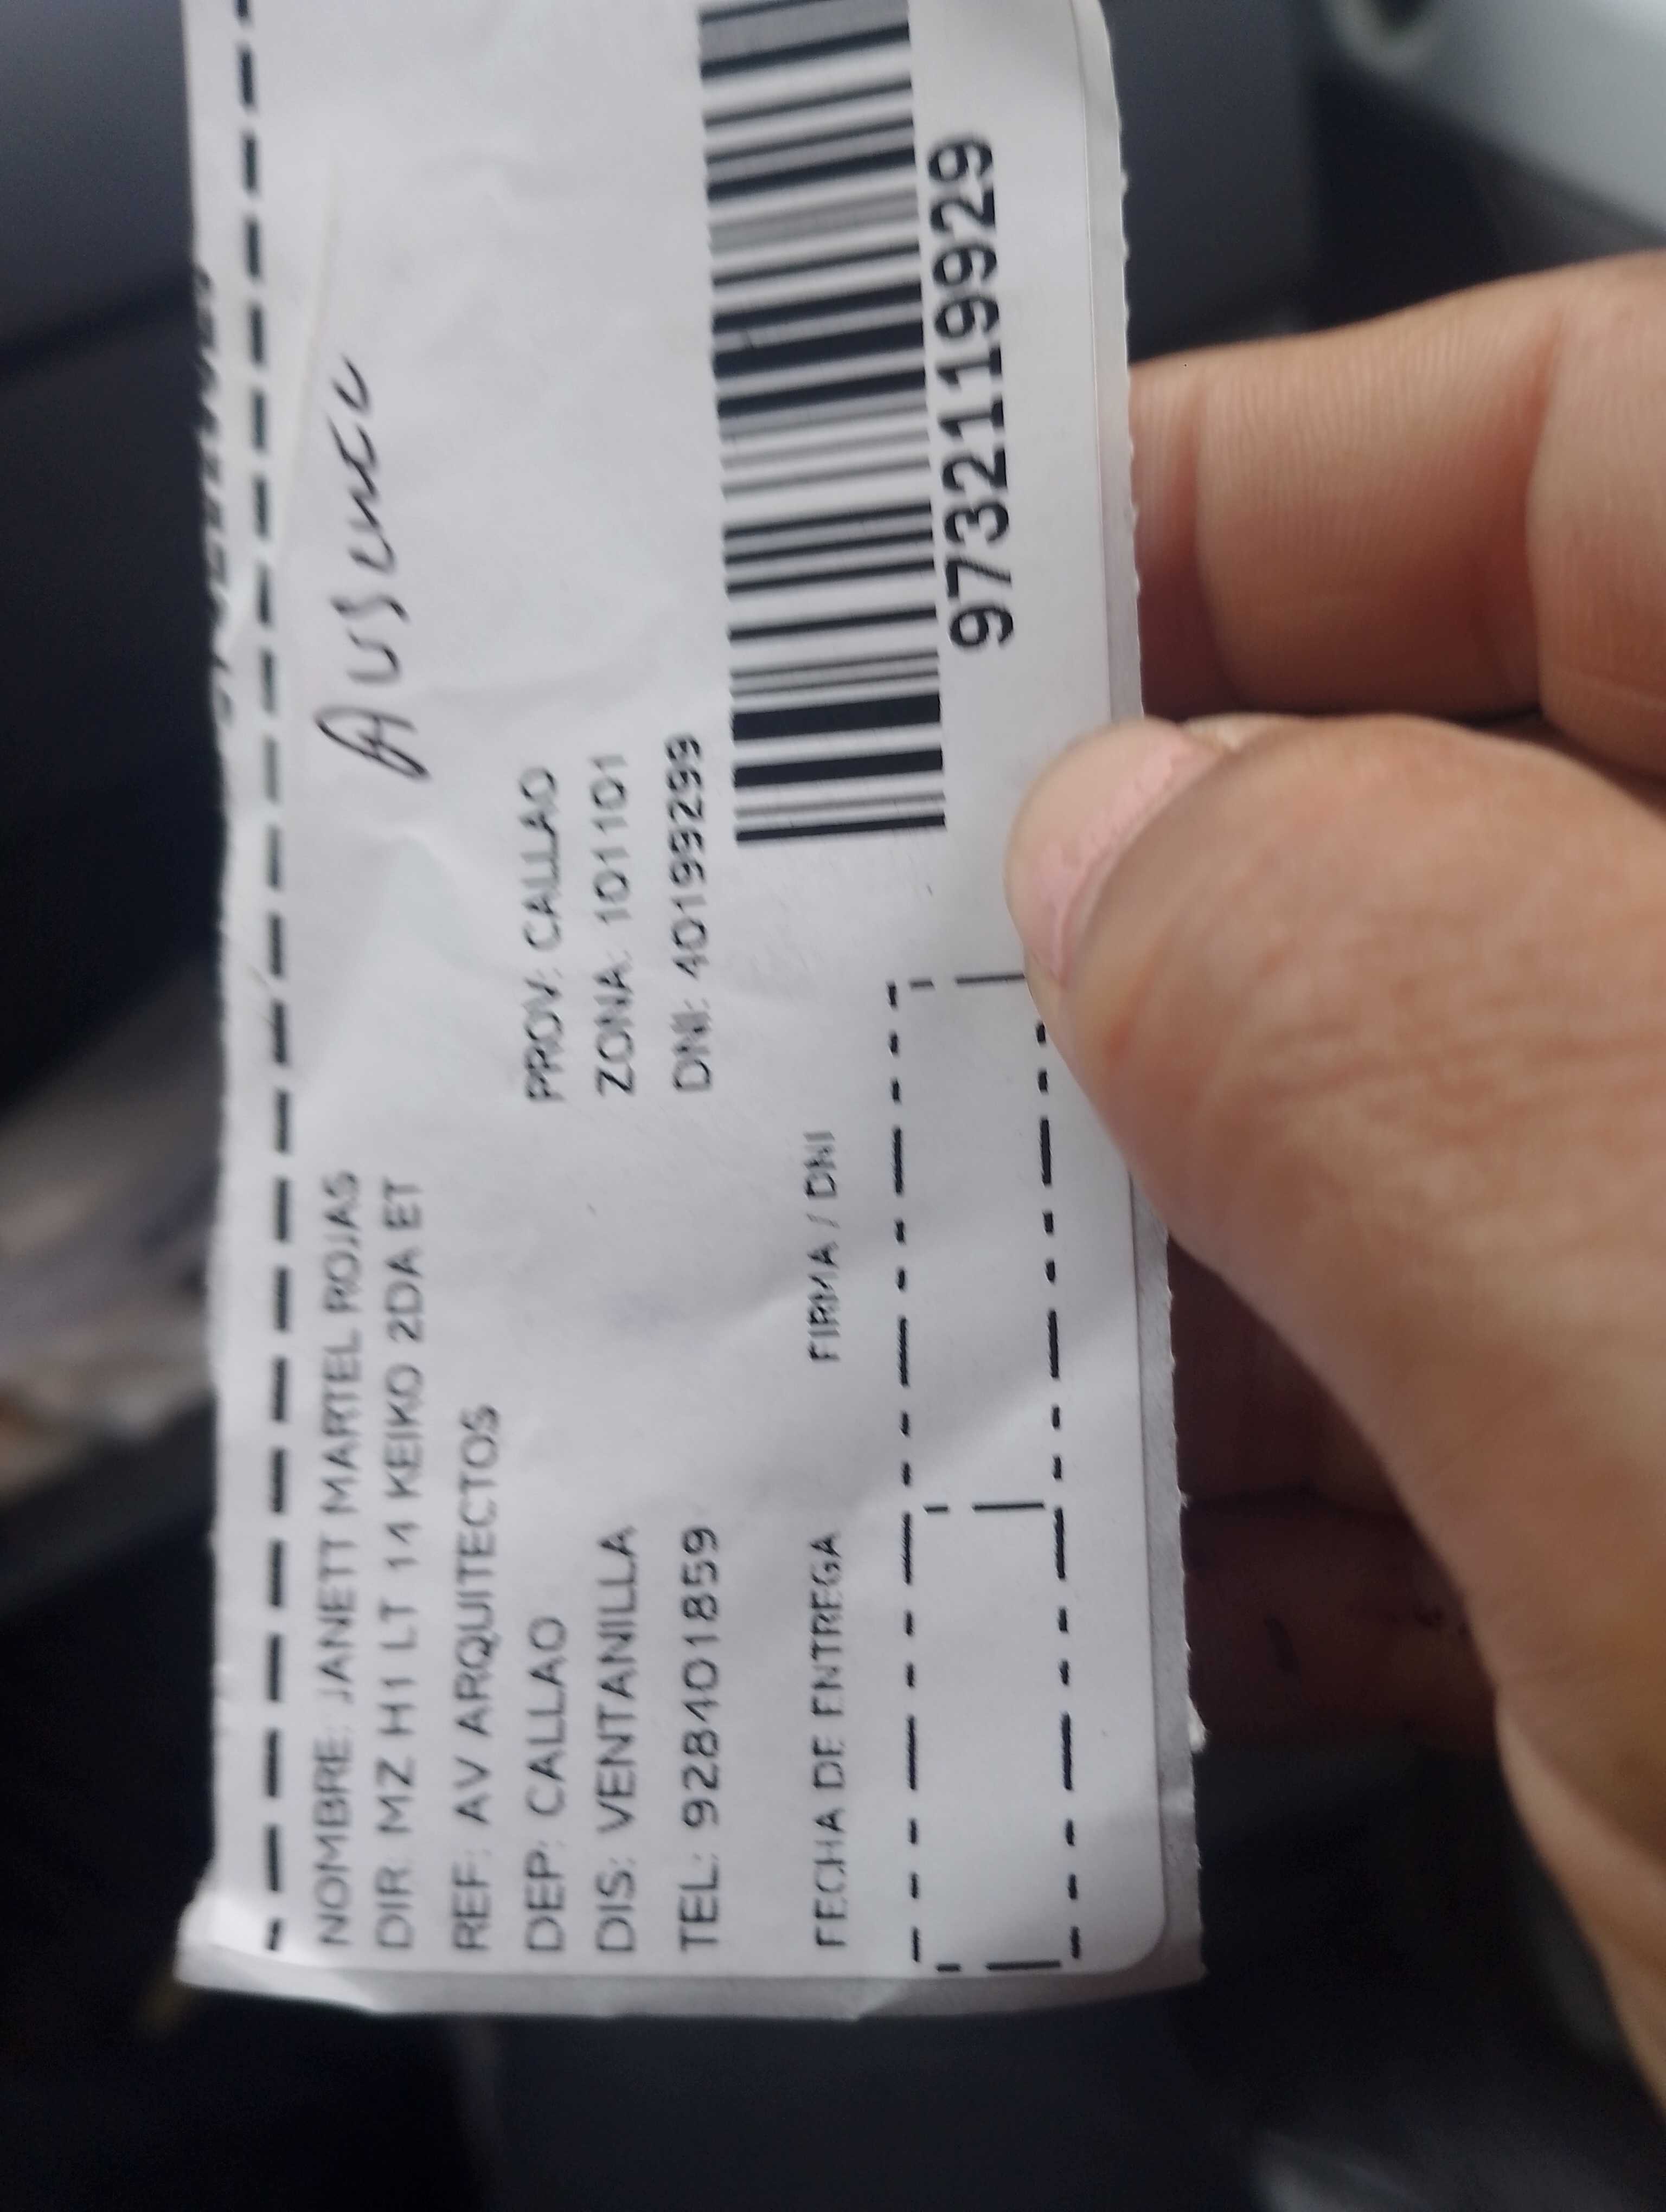 Ausente
NOMBRE: JANETT MARTEL ROJAS
DIR: MZ H1 LT 14 KEIKO 2DA ET
REF: AV ARQUITECTOS
DEP: CALLAO PROV: CALLAO
DIS: VENTANILLA ZONA: 101101
TEL: 928401859 DNI: 40199299
FECHA DE ENTREGA FIRMA / DNI
97321119929